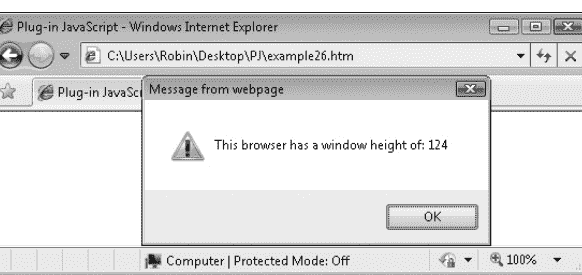 Plug-in JavaScript - Windows Internet Explorer
C:\Users\Robin\Desktop\PJ\example26.htm
Plug-in JavaSc
Message from webpage
This browser has a window height of: 124
OK
Computer | Protected Mode: Off
100%